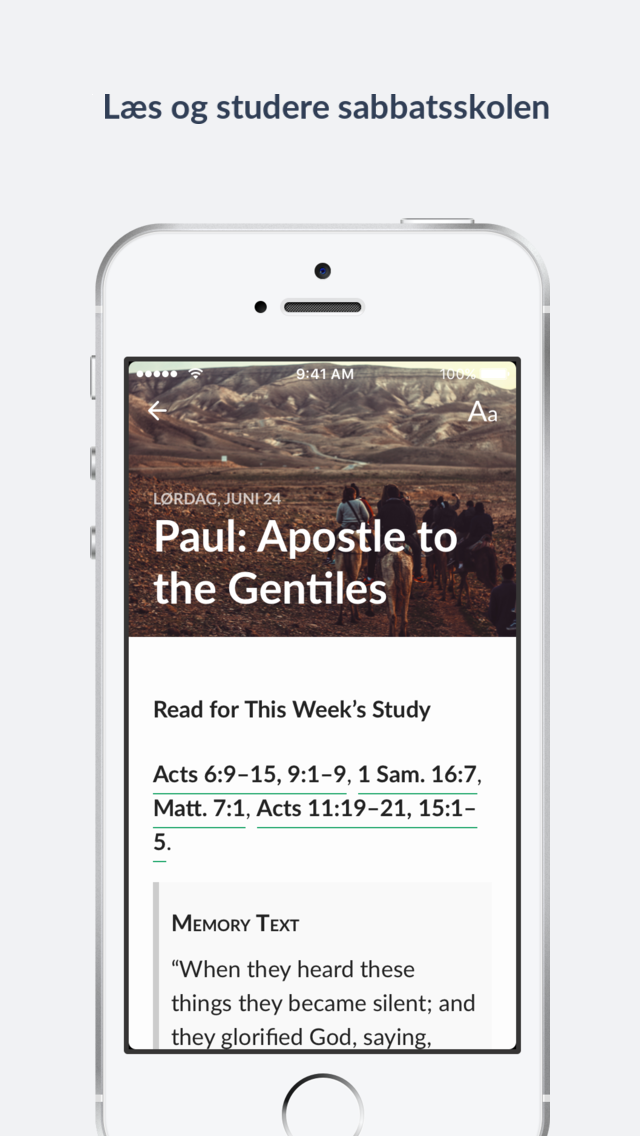 Læs og studere sabbatsskolen
9:41 AM
100%
Aa
LØRDAG, JUNI 24
Paul: Apostle to
the Gentiles
Read for This Week’s Study
Acts 6:9–15, 9:1–9, 1 Sam. 16:7,
Matt. 7:1, Acts 11:19–21, 15:1–
5.
Memory Text
“When they heard these
things they became silent; and
they glorified God, saying,